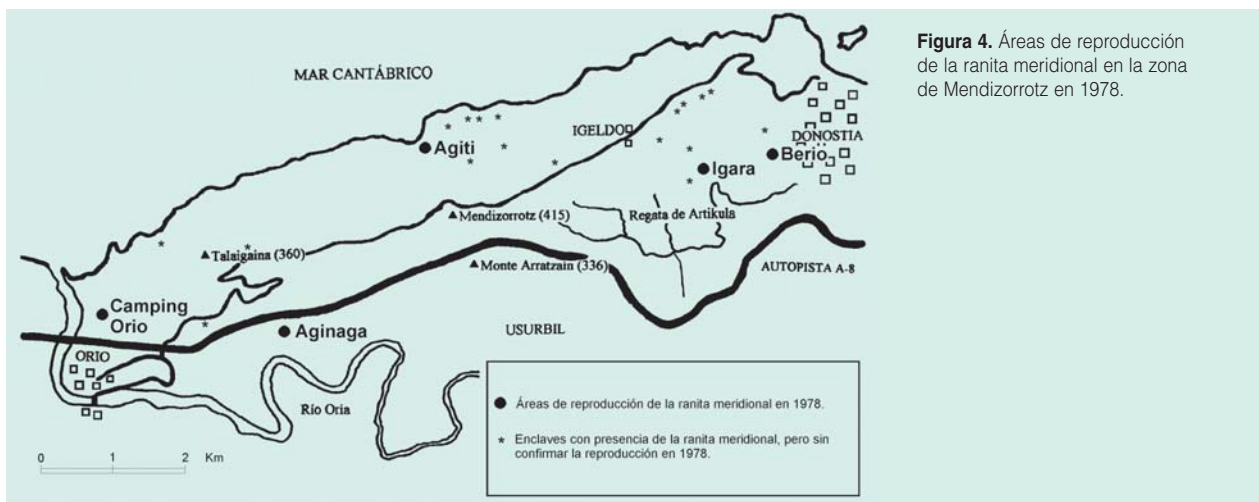 Figura 4. Áreas de reproducción
de la ranita meridional en la zona
de Mendizorrotz en 1978.
MAR CANTÁBRICO
IGELDO
DONOSTIA
Agiti
Berio
Igara
Mendizorrotz (415)
Regata de Artikula
Talaigaina (360)
Monte Arratzain (336)
AUTOPISTA A-8
Camping
Orio
Aginaga
USURBIL
ORIO
Río Oria
Áreas de reproducción de la ranita meridional en 1978.
* Enclaves con presencia de la ranita meridional, pero sin
confirmar la reproducción en 1978.
0 1 2 Km